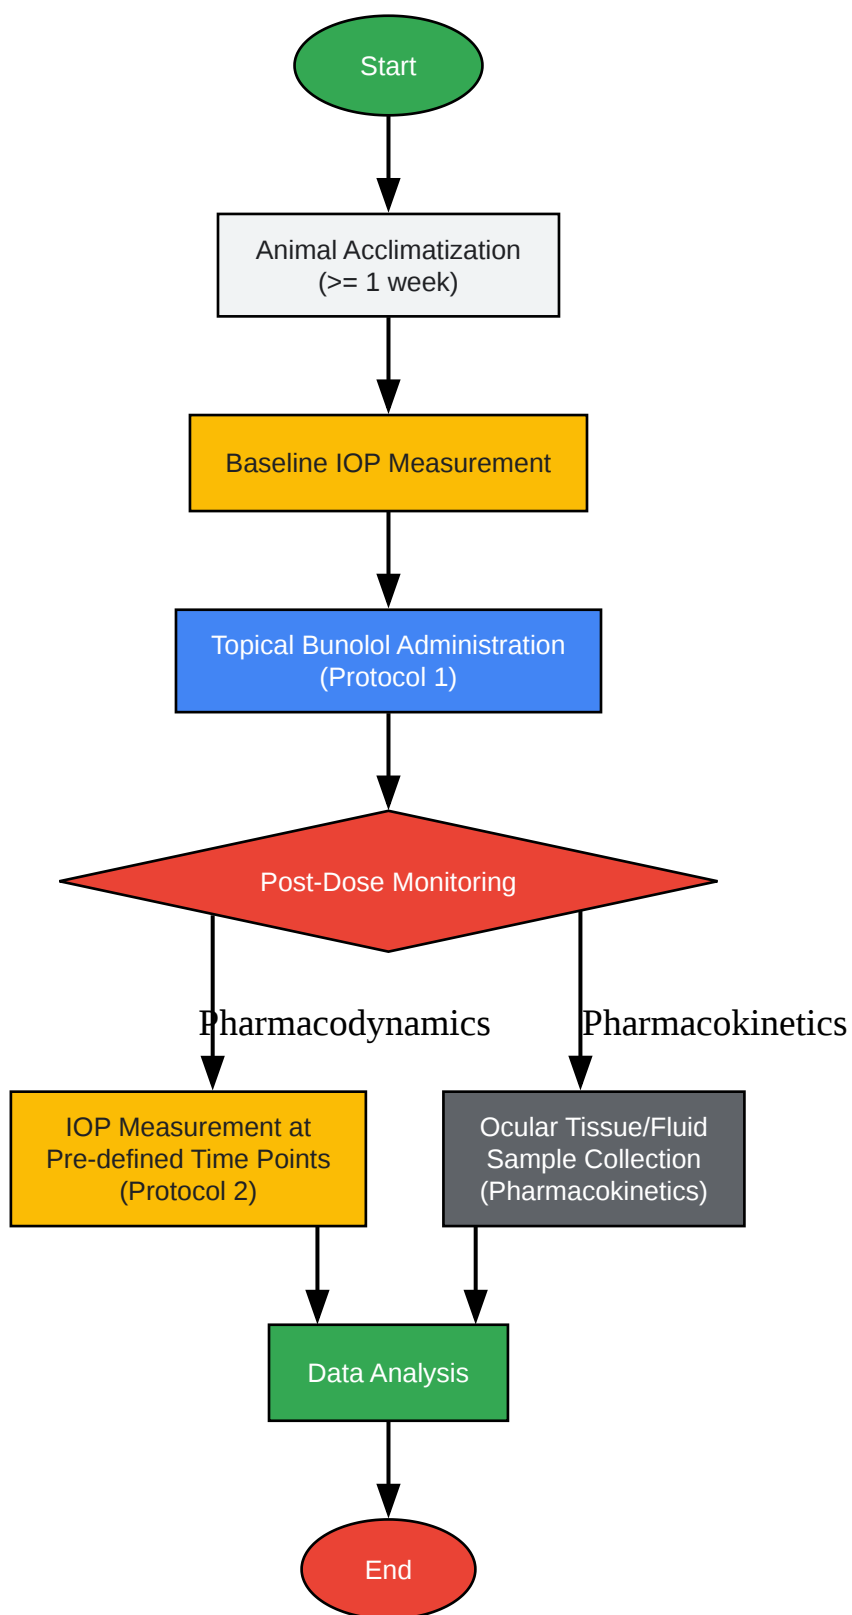 Start
Animal Acclimatization
(>= 1 week)
Baseline IOP Measurement
Topical Bunolol Administration
(Protocol 1)
Post-Dose Monitoring
Pharmacodynamics
Pharmacokinetics
IOP Measurement at
Pre-defined Time Points
(Protocol 2)
Ocular Tissue/Fluid
Sample Collection
(Pharmacokinetics)
Data Analysis
End